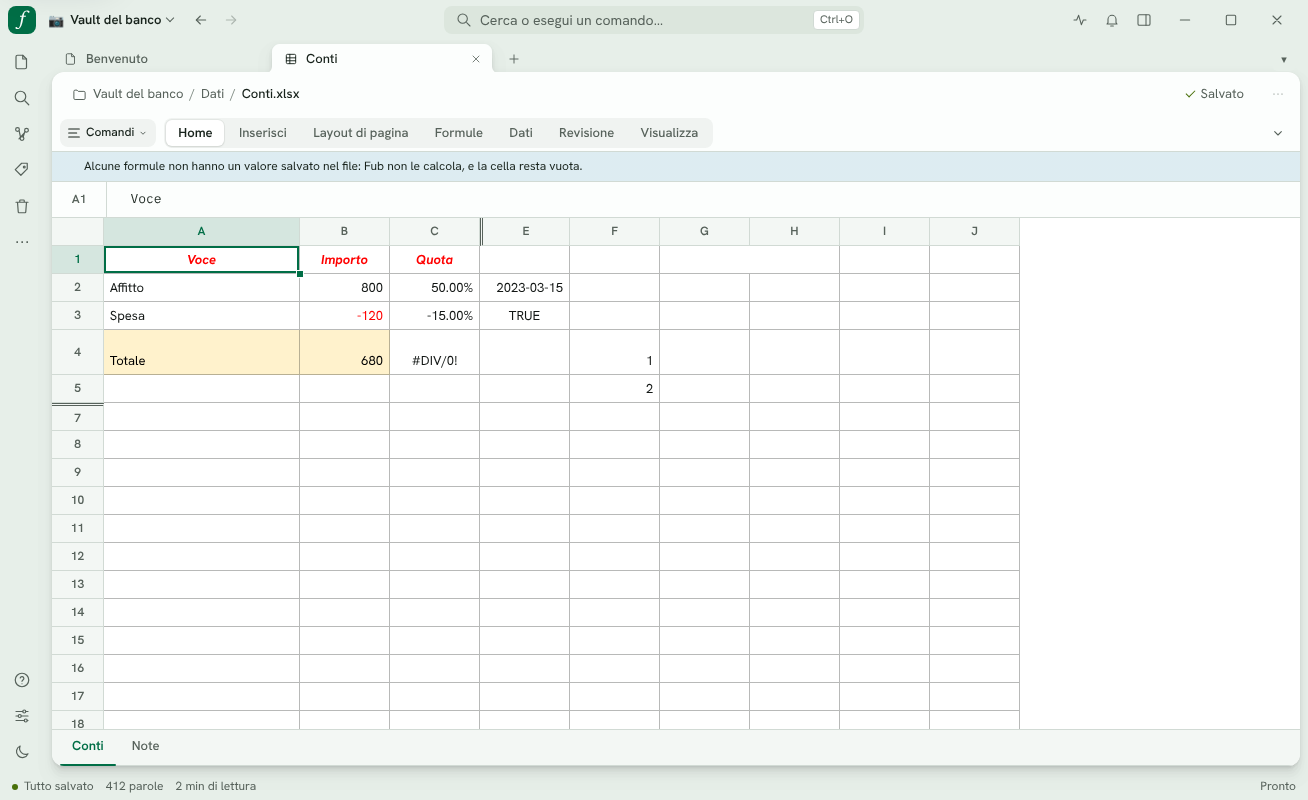 f Vault del banco Cerca o esegui un comando... Ctrl+O
Benvenuto Conti
Vault del banco / Dati / Conti.xlsx Salvato
Comandi Home Inserisci Layout di pagina Formule Dati Revisione Visualizza
Alcune formule non hanno un valore salvato nel file: Fub non le calcola, e la cella resta vuota.
A1 Voce
A B C E F G H I J
1 Voce Importo Quota
2 Affitto 800 50.00% 2023-03-15
3 Spesa -120 -15.00% TRUE
4 Totale 680 #DIV/0! 1
5 2
7
8
9
10
11
12
13
14
15
16
17
18
Conti Note
Tutto salvato 412 parole 2 min di lettura Pronto